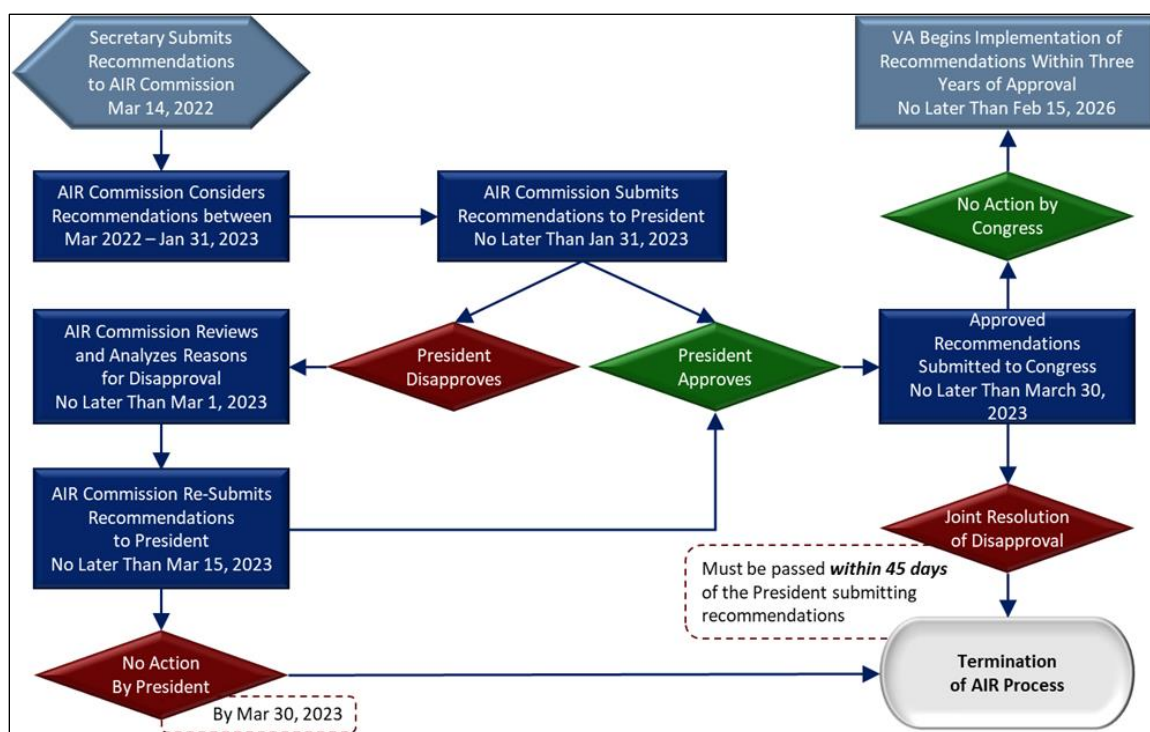 Secretary Submits
Recommendations
to AIR Commission
Mar 14, 2022
VA Begins Implementation of
Recommendations Within Three
Years of Approval
No Later Than Feb 15, 2026
AIR Commission Considers
Recommendations between
Mar 2022 – Jan 31, 2023
AIR Commission Submits
Recommendations to President
No Later Than Jan 31, 2023
No Action by
Congress
AIR Commission Reviews
and Analyzes Reasons
for Disapproval
No Later Than Mar 1, 2023
President
Disapproves
President
Approves
Approved
Recommendations
Submitted to Congress
No Later Than March 30,
2023
AIR Commission Re-Submits
Recommendations
to President
No Later Than Mar 15, 2023
Joint Resolution
of Disapproval
Must be passed within 45 days
of the President submitting
recommendations
No Action
By President
By Mar 30, 2023
Termination
of AIR Process